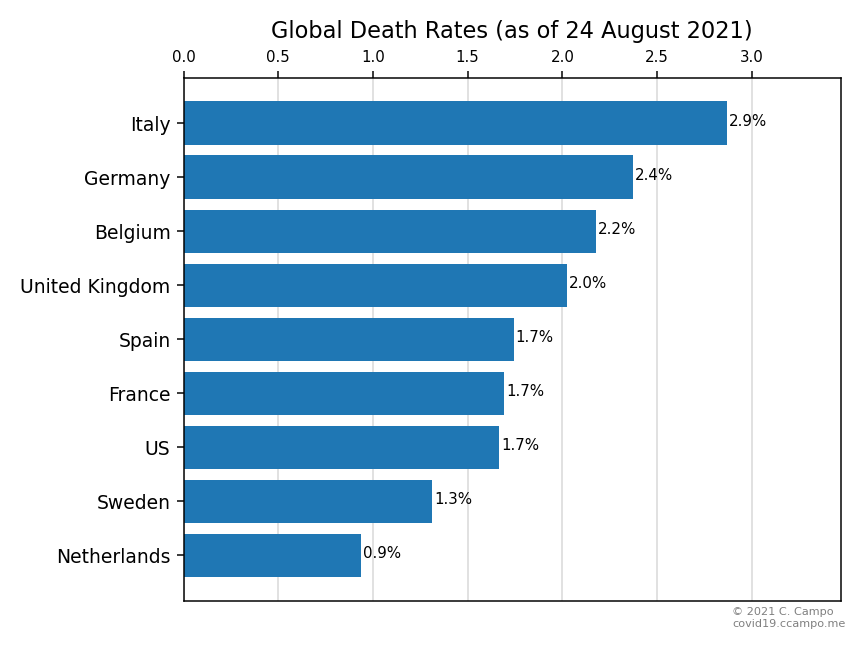 Global Death Rates (as of 24 August 2021)
0.0 0.5 1.0 1.5 2.0 2.5 3.0
Italy 2.9%
Germany 2.4%
Belgium 2.2%
United Kingdom 2.0%
Spain 1.7%
France 1.7%
US 1.7%
Sweden 1.3%
Netherlands 0.9%
© 2021 C. Campo
covid19.ccampo.me